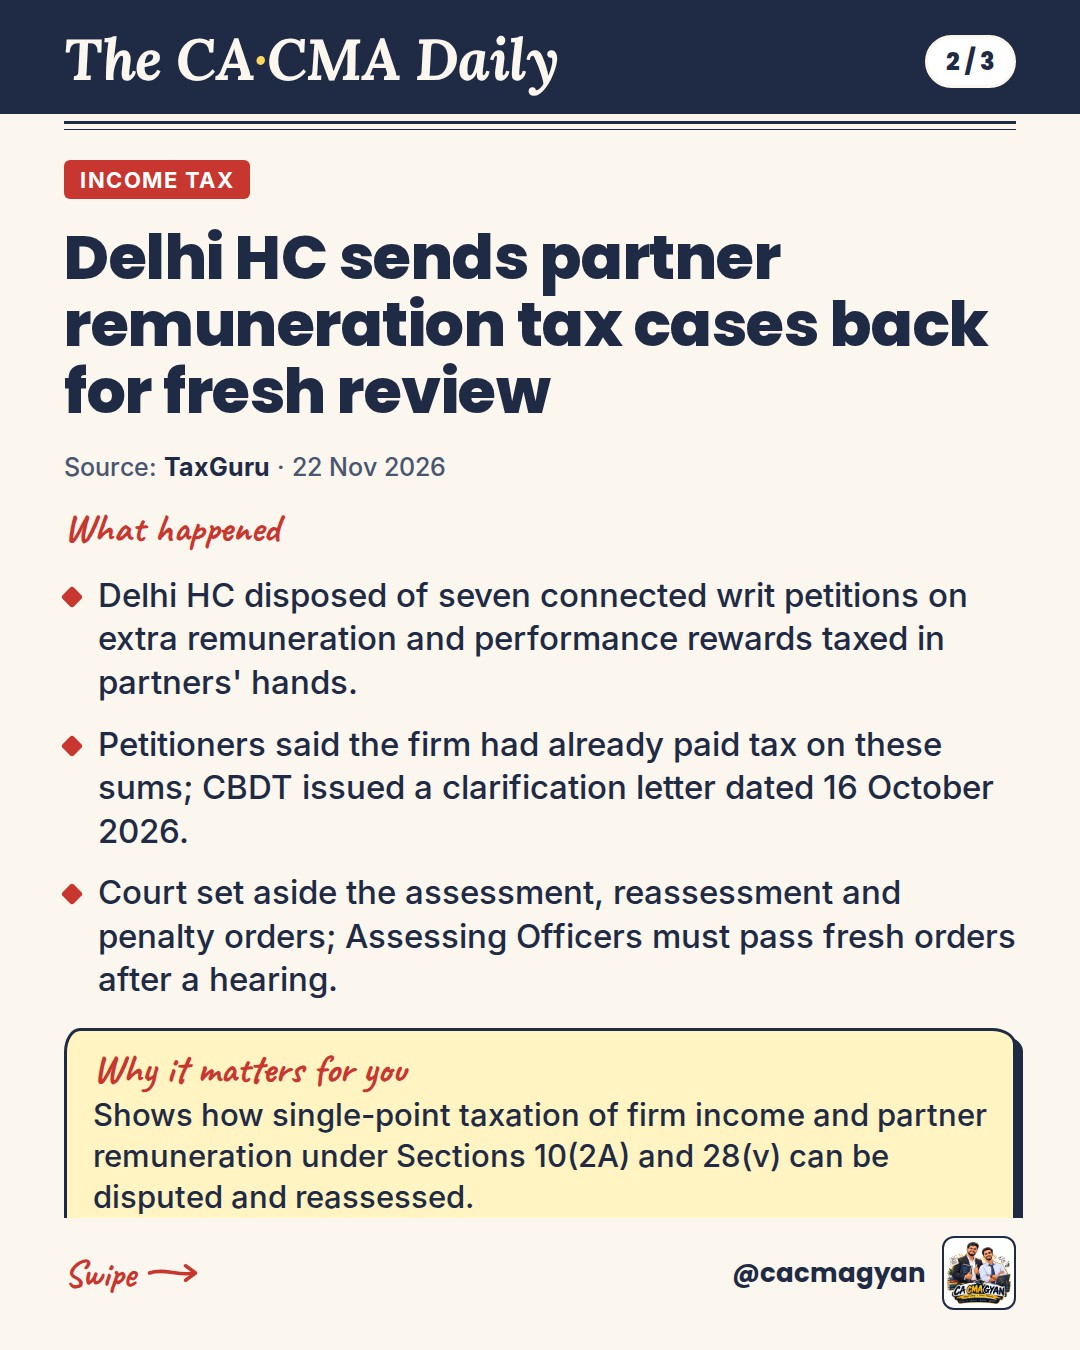 The CA·CMA Daily
2/3
INCOME TAX
Delhi HC sends partner
remuneration tax cases back
for fresh review
Source: TaxGuru · 22 Nov 2026
What happened
Delhi HC disposed of seven connected writ petitions on
extra remuneration and performance rewards taxed in
partners' hands.
Petitioners said the firm had already paid tax on these
sums; CBDT issued a clarification letter dated 16 October
2026.
Court set aside the assessment, reassessment and
penalty orders; Assessing Officers must pass fresh orders
after a hearing.
Why it matters for you
Shows how single-point taxation of firm income and partner
remuneration under Sections 10(2A) and 28(v) can be
disputed and reassessed.
Swipe
@cacmagyan
CA CMA GYAN